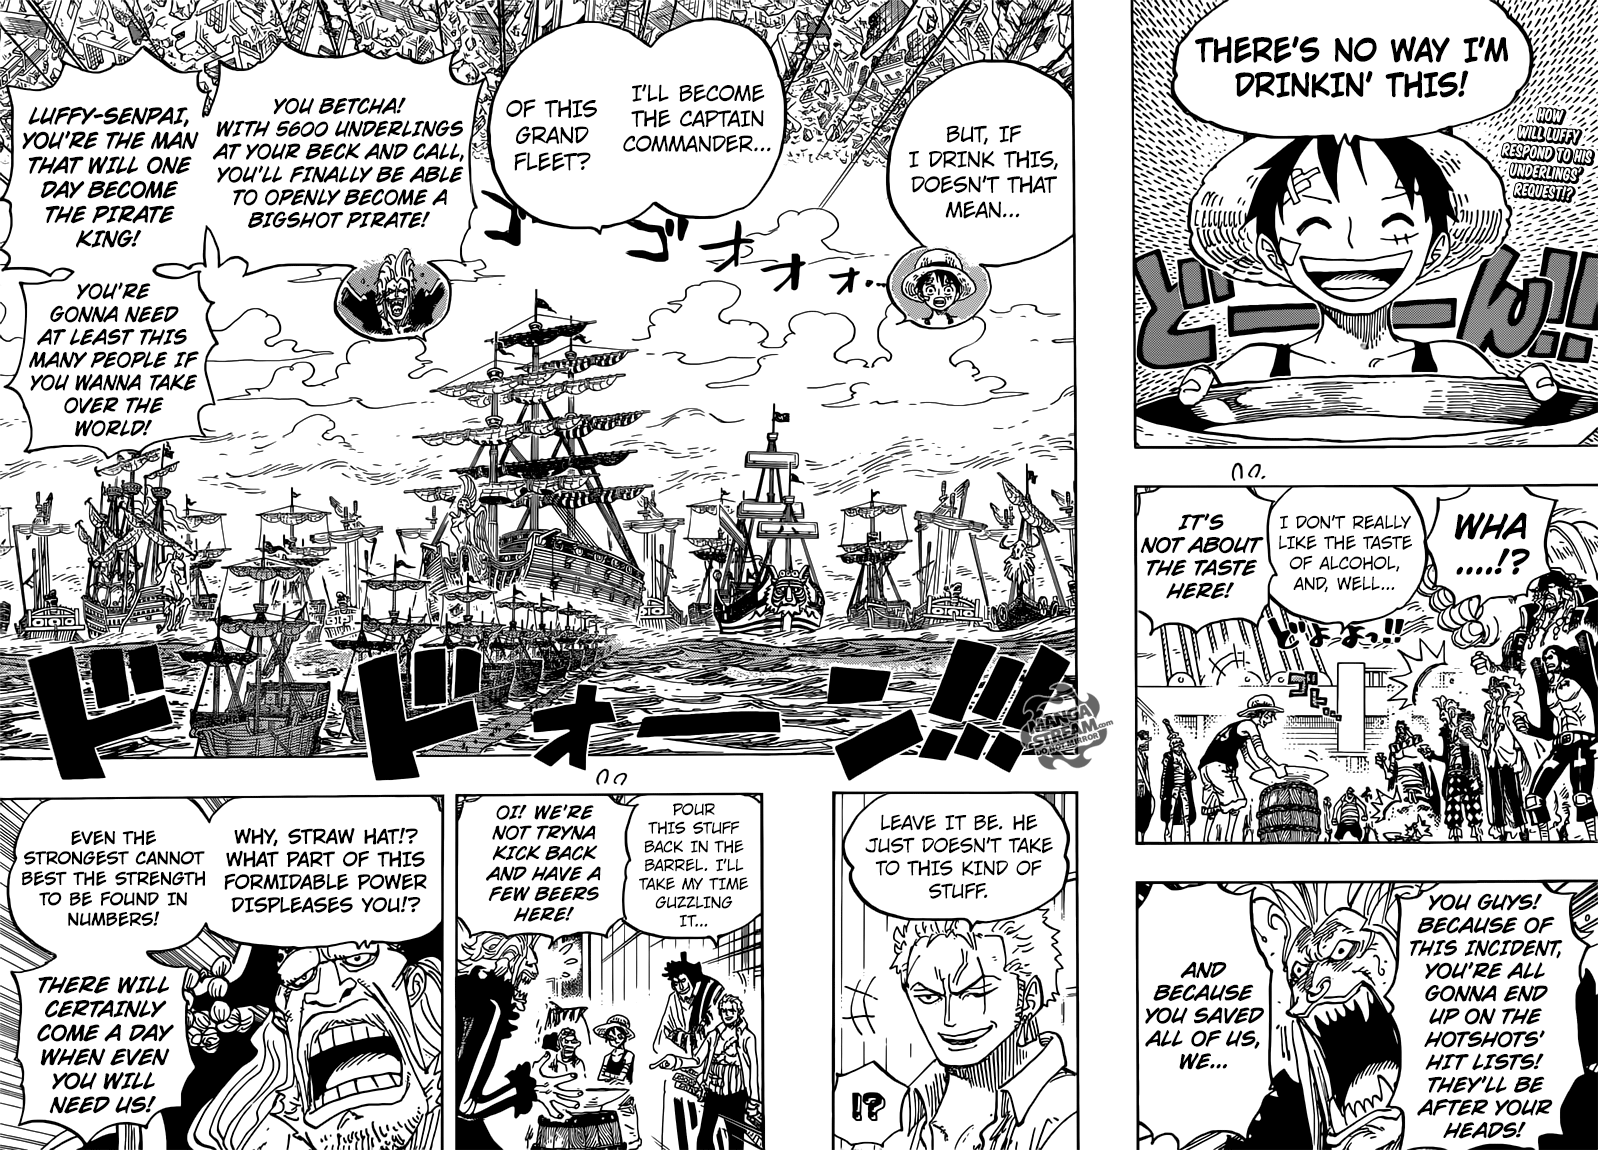 THERE'S NO WAY I'M
DRINKIN' THIS!
HOW
WILL LUFFY
RESPOND TO HIS
UNDERLINGS'
REQUEST!?
どーーん!!
WHA
....!?
I DON'T REALLY
LIKE THE TASTE
OF ALCOHOL,
AND, WELL...
IT'S
NOT ABOUT
THE TASTE
HERE!
どよよっ!!
ゴト...
YOU GUYS!
BECAUSE OF
THIS INCIDENT,
YOU'RE ALL
GONNA END
UP ON THE
HOTSHOTS'
HIT LISTS!
THEY'LL BE
AFTER YOUR
HEADS!
AND
BECAUSE
YOU SAVED
ALL OF US,
WE...
BUT, IF
I DRINK THIS,
DOESN'T THAT
MEAN...
I'LL BECOME
THE CAPTAIN
COMMANDER...
OF THIS
GRAND
FLEET?
YOU BETCHA!
WITH 5600 UNDERLINGS
AT YOUR BECK AND CALL,
YOU'LL FINALLY BE ABLE
TO OPENLY BECOME A
BIGSHOT PIRATE!
LUFFY-SENPAI,
YOU'RE THE MAN
THAT WILL ONE
DAY BECOME
THE PIRATE
KING!
YOU'RE
GONNA NEED
AT LEAST THIS
MANY PEOPLE IF
YOU WANNA TAKE
OVER THE
WORLD!
ゴゴオオオ...
ドドォーーン!!!
MANGA
STREAM.com
DO NOT MIRROR
LEAVE IT BE. HE
JUST DOESN'T TAKE
TO THIS KIND OF
STUFF.
!?
POUR
THIS STUFF
BACK IN THE
BARREL. I'LL
TAKE MY TIME
GUZZLING
IT...
OI! WE'RE
NOT TRYNA
KICK BACK
AND HAVE A
FEW BEERS
HERE!
WHY, STRAW HAT!?
WHAT PART OF THIS
FORMIDABLE POWER
DISPLEASES YOU!?
EVEN THE
STRONGEST CANNOT
BEST THE STRENGTH
TO BE FOUND IN
NUMBERS!
THERE WILL
CERTAINLY
COME A DAY
WHEN EVEN
YOU WILL
NEED US!